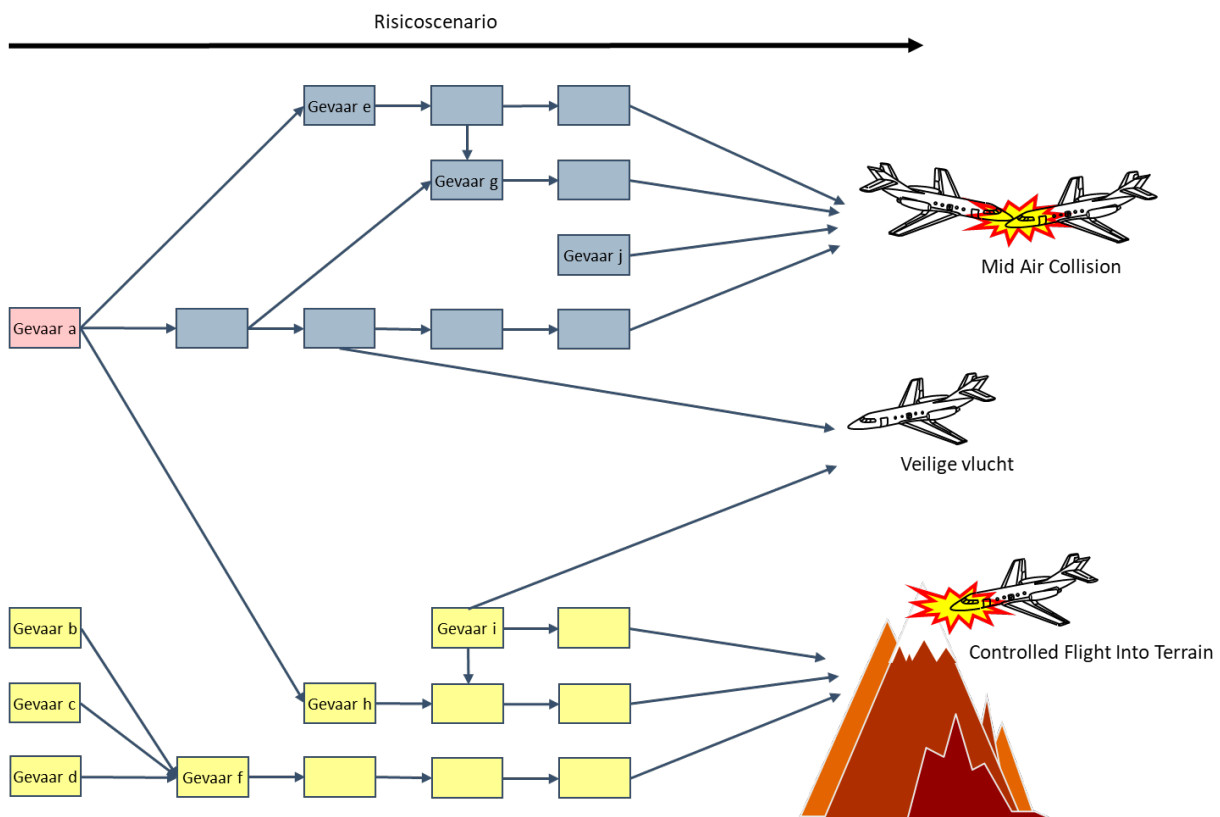 Risicoscenario
Gevaar e
Gevaar g
Gevaar j
Mid Air Collision
Gevaar a
Veilige vlucht
Gevaar b
Gevaar i
Controlled Flight Into Terrain
Gevaar c
Gevaar h
Gevaar d
Gevaar f